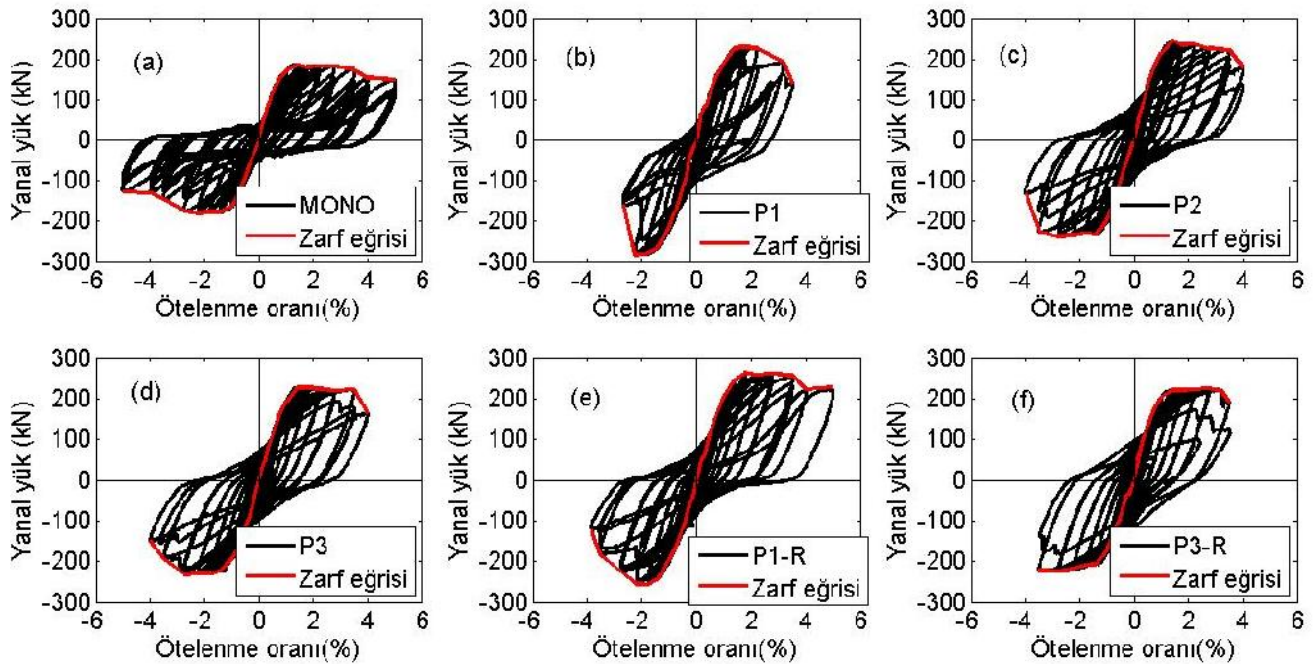 300
200
100
0
-100
-200
-300
-6 -4 -2 0 2 4 6
Yanal yük (kN)
Ötelenme oranı(%)
(a)
MONO
Zarf eğrisi
300
200
100
0
-100
-200
-300
-6 -4 -2 0 2 4 6
Yanal yük (kN)
Ötelenme oranı(%)
(b)
P1
Zarf eğrisi
300
200
100
0
-100
-200
-300
-6 -4 -2 0 2 4 6
Yanal yük (kN)
Ötelenme oranı(%)
(c)
P2
Zarf eğrisi
300
200
100
0
-100
-200
-300
-6 -4 -2 0 2 4 6
Yanal yük (kN)
Ötelenme oranı(%)
(d)
P3
Zarf eğrisi
300
200
100
0
-100
-200
-300
-6 -4 -2 0 2 4 6
Yanal yük (kN)
Ötelenme oranı(%)
(e)
P1-R
Zarf eğrisi
300
200
100
0
-100
-200
-300
-6 -4 -2 0 2 4 6
Yanal yük (kN)
Ötelenme oranı(%)
(f)
P3-R
Zarf eğrisi